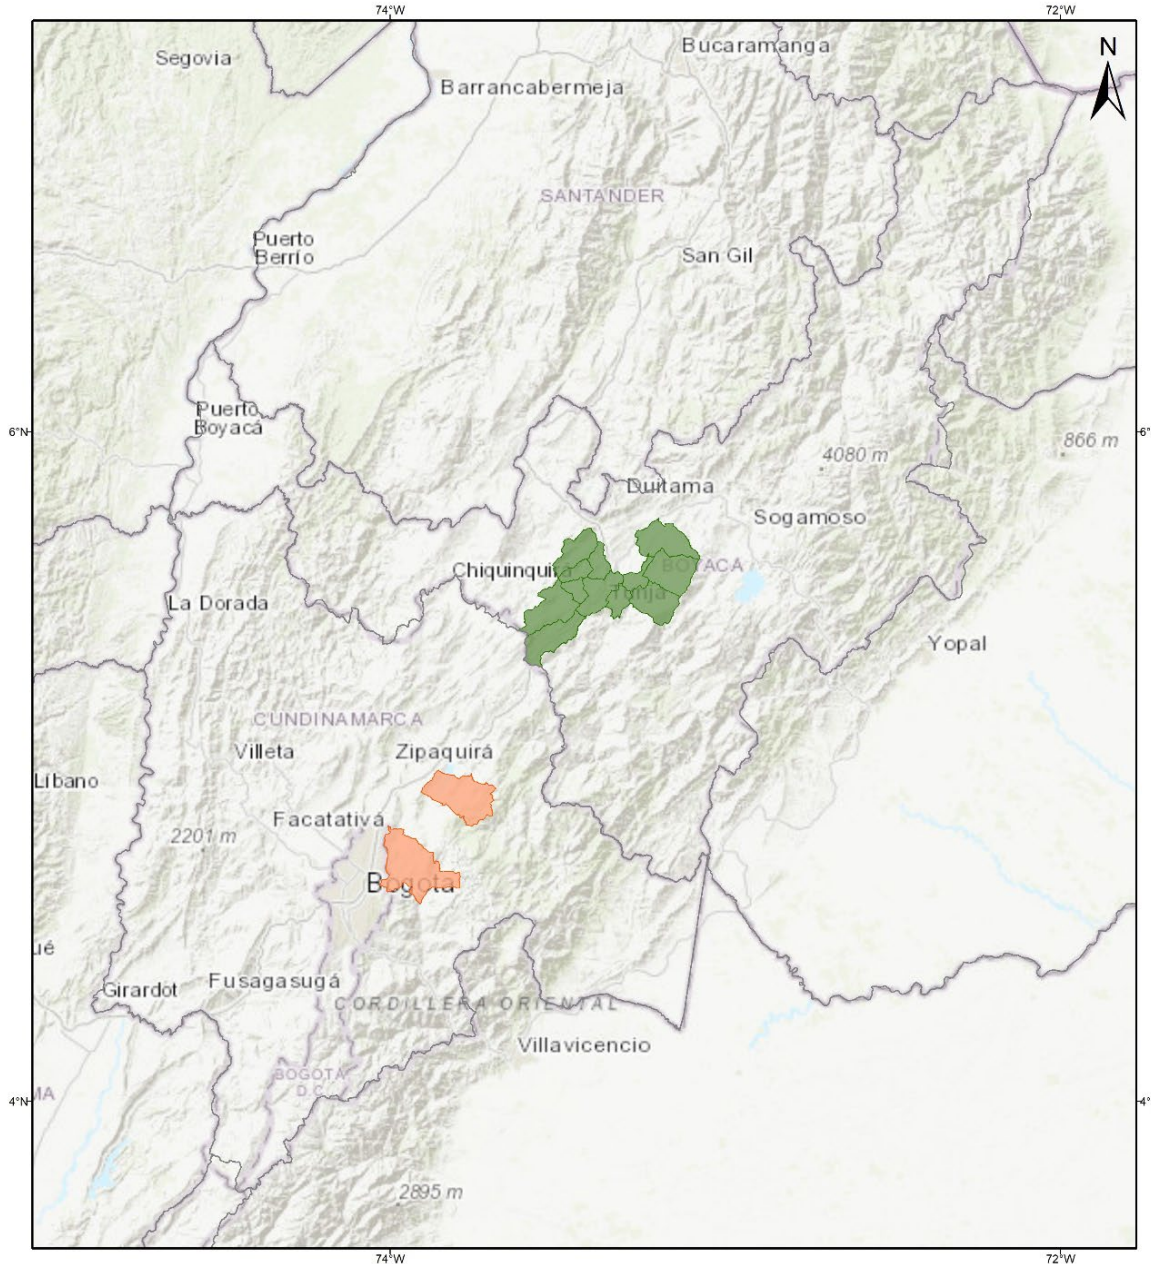 74°W
72°W
N
Segovia
Bucaramanga
Barrancabermeja
SANTANDER
Puerto
Berrío
San Gil
Puerto
Boyacá
6°N
6°
4080 m
866 m
Duitama
Sogamoso
Chiquinquirá
BOYACÁ
Tunja
La Dorada
Yopal
CUNDINAMARCA
Villeta
Zipaquirá
Líbano
Facatativá
2201 m
Bogotá
ué
Girardot
Fusagasugá
CORDILLERA ORIENTAL
Villavicencio
BOGOTÁ
D.C.
MA
4°N
4°
2895 m
74°W
72°W